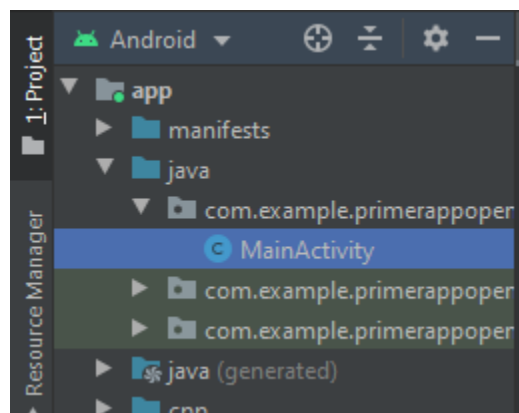 1: Project
Resource Manager
Android
app
manifests
java
com.example.primerappoper
MainActivity
com.example.primerappoper
com.example.primerappoper
java (generated)
cpp